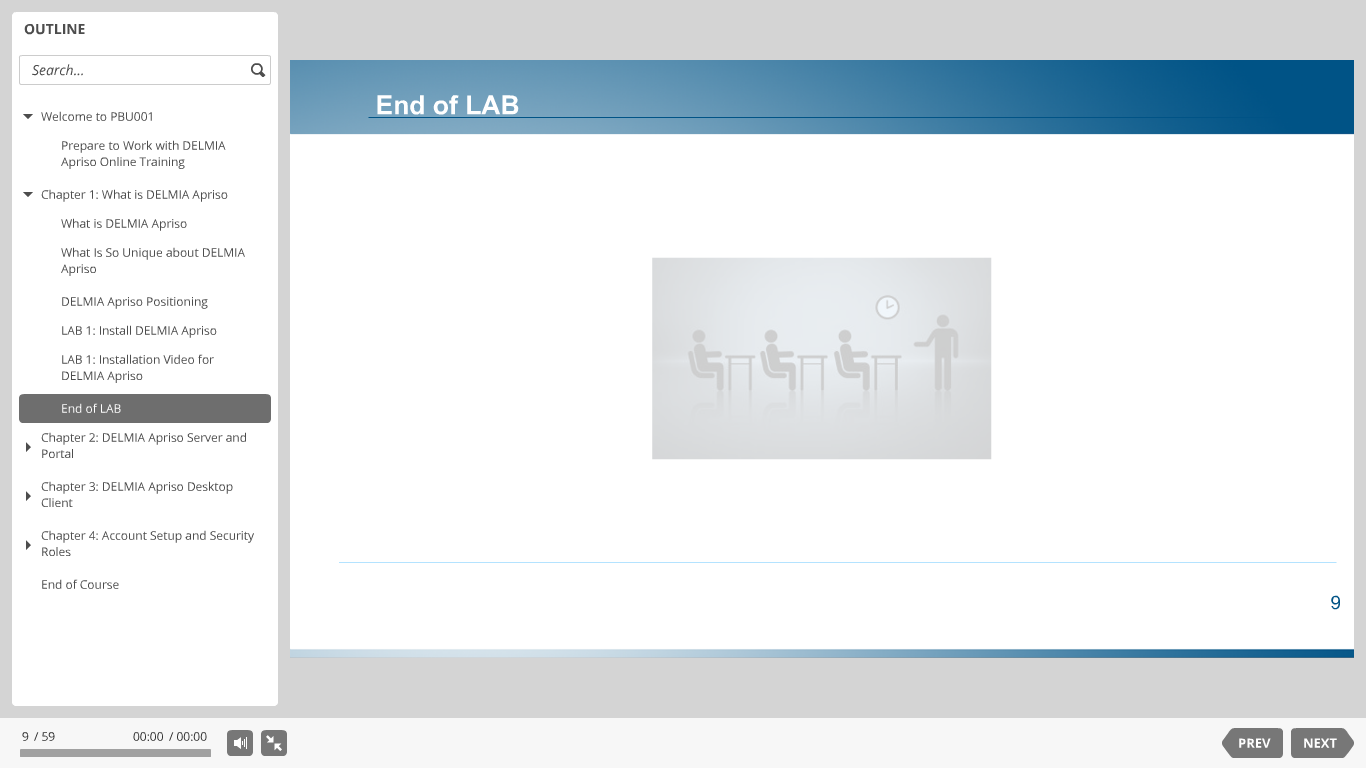 OUTLINE
Search...
Welcome to PBU001
Prepare to Work with DELMIA
Apriso Online Training
Chapter 1: What is DELMIA Apriso
What is DELMIA Apriso
What Is So Unique about DELMIA
Apriso
DELMIA Apriso Positioning
LAB 1: Install DELMIA Apriso
LAB 1: Installation Video for
DELMIA Apriso
End of LAB
Chapter 2: DELMIA Apriso Server and
Portal
Chapter 3: DELMIA Apriso Desktop
Client
Chapter 4: Account Setup and Security
Roles
End of Course
End of LAB
9
9 / 59
00:00 / 00:00
PREV
NEXT